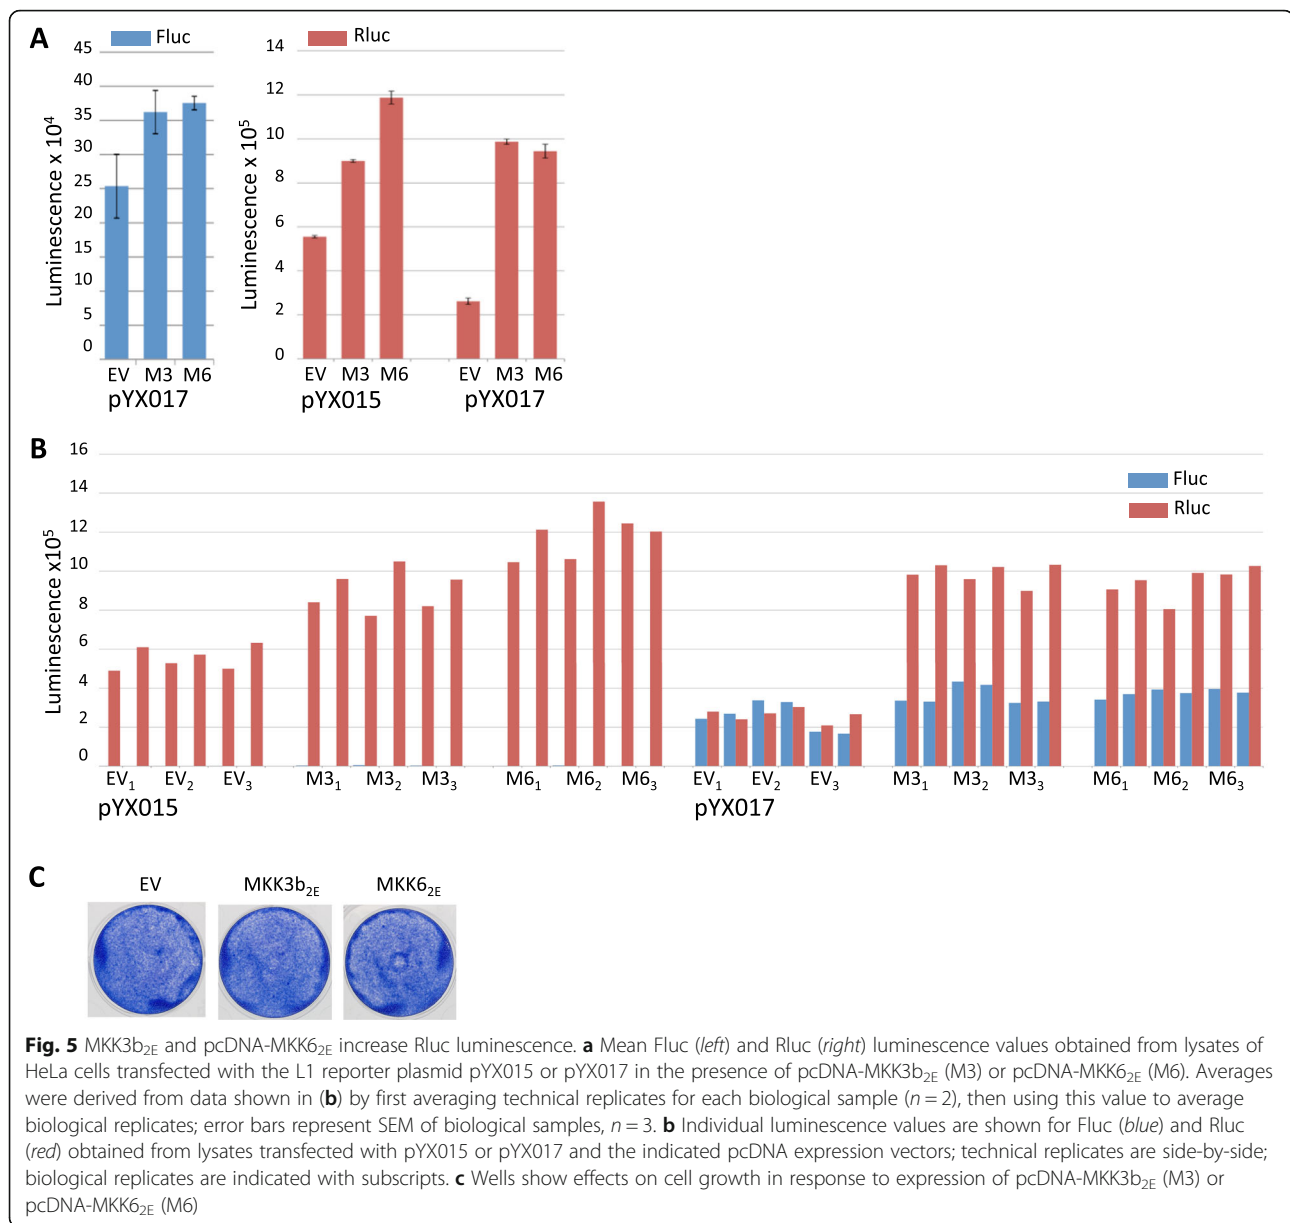 A
Fluc
Rluc
45
40
35
30
25
20
15
10
5
0
Luminescence x 10⁴
EV M3 M6
pYX017
14
12
10
8
6
4
2
0
Luminescence x 10⁵
EV M3 M6
pYX015
EV M3 M6
pYX017
B
16
14
12
10
8
6
4
2
0
Luminescence x10⁵
Fluc
Rluc
EV₁ EV₂ EV₃ M3₁ M3₂ M3₃ M6₁ M6₂ M6₃ EV₁ EV₂ EV₃ M3₁ M3₂ M3₃ M6₁ M6₂ M6₃
pYX015 pYX017
C
EV MKK3b₂E MKK6₂E
Fig. 5 MKK3b₂E and pcDNA-MKK6₂E increase Rluc luminescence. a Mean Fluc (left) and Rluc (right) luminescence values obtained from lysates of
HeLa cells transfected with the L1 reporter plasmid pYX015 or pYX017 in the presence of pcDNA-MKK3b₂E (M3) or pcDNA-MKK6₂E (M6). Averages
were derived from data shown in (b) by first averaging technical replicates for each biological sample (n = 2), then using this value to average
biological replicates; error bars represent SEM of biological samples, n = 3. b Individual luminescence values are shown for Fluc (blue) and Rluc
(red) obtained from lysates transfected with pYX015 or pYX017 and the indicated pcDNA expression vectors; technical replicates are side-by-side;
biological replicates are indicated with subscripts. c Wells show effects on cell growth in response to expression of pcDNA-MKK3b₂E (M3) or
pcDNA-MKK6₂E (M6)